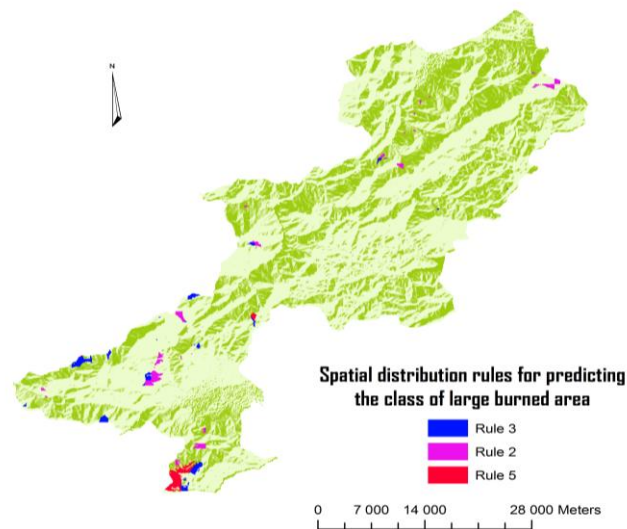 N
Spatial distribution rules for predicting
the class of large burned area
Rule 3
Rule 2
Rule 5
0 7 000 14 000 28 000 Meters